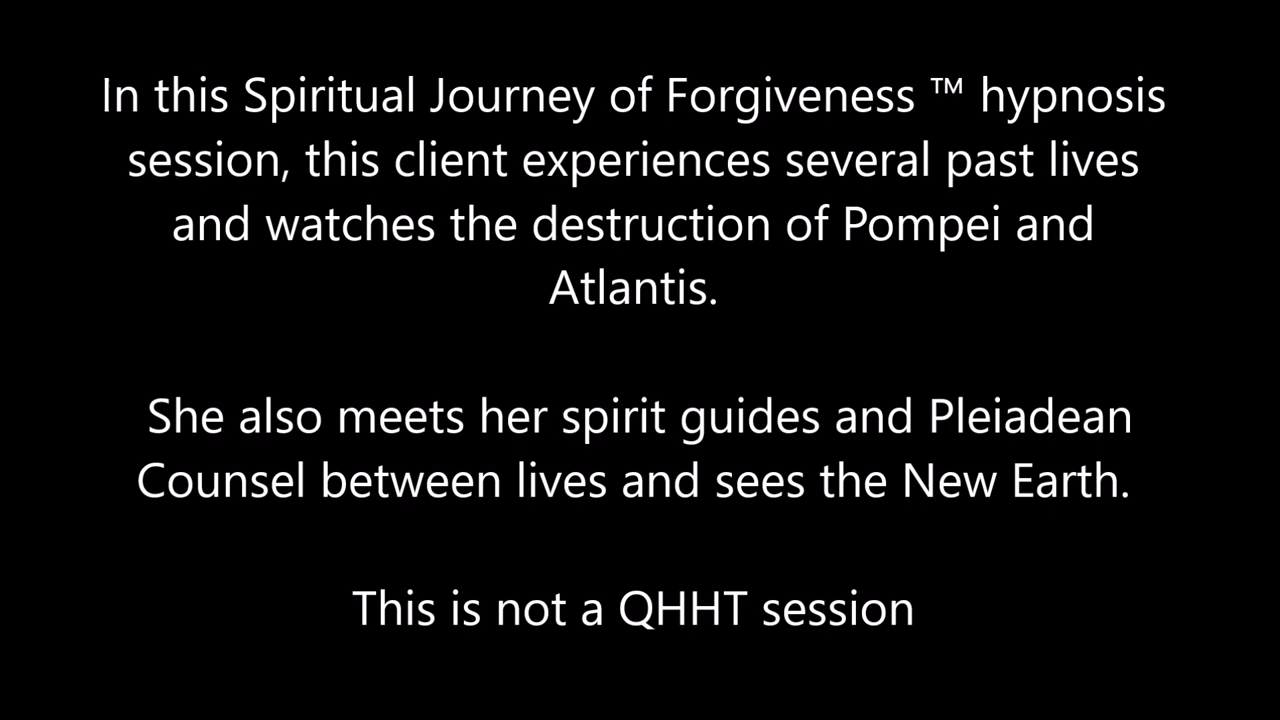 In this Spiritual Journey of Forgiveness ™ hypnosis
session, this client experiences several past lives
and watches the destruction of Pompei and
Atlantis.
She also meets her spirit guides and Pleiadean
Counsel between lives and sees the New Earth.
This is not a QHHT session